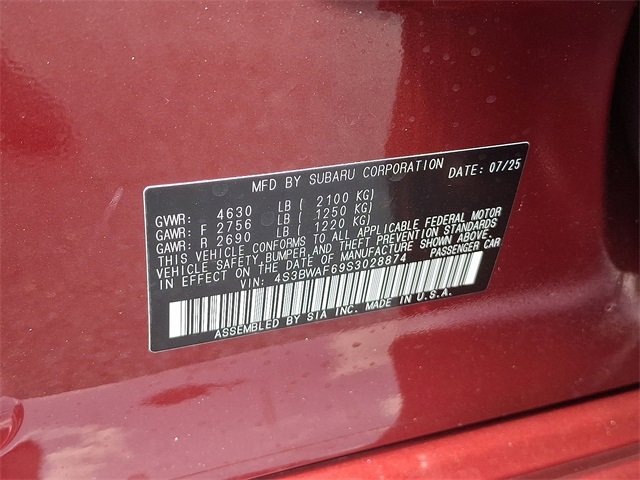 MFD BY SUBARU CORPORATION DATE: 07/25
GVWR: 4630 LB ( 2100 KG)
GAWR: F 2756 LB ( 1250 KG)
GAWR: R 2690 LB ( 1220 KG)
THIS VEHICLE CONFORMS TO ALL APPLICABLE FEDERAL MOTOR
VEHICLE SAFETY,BUMPER,AND THEFT PREVENTION STANDARDS
IN EFFECT ON THE DATE OF MANUFACTURE SHOWN ABOVE.
VIN: 4S3BWAF69S3028874 PASSENGER CAR
ASSEMBLED BY SIA INC. MADE IN U.S.A.